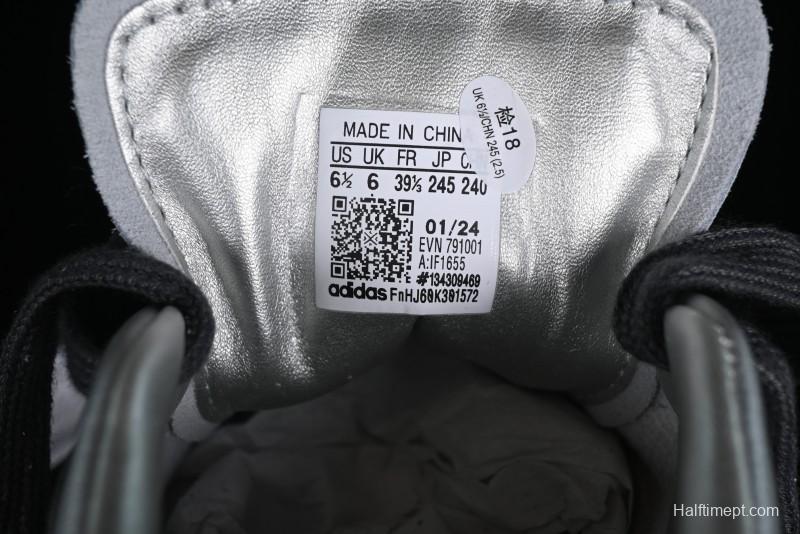 MADE IN CHIN
US UK FR JP C
6½ 6 39⅓ 245 240
01/24
EVN 791001
A:IF1655
#134309469
adidas FnHJ60K301572
检18
UK 6½/CHN 245 (2.5)
Halftimept.com